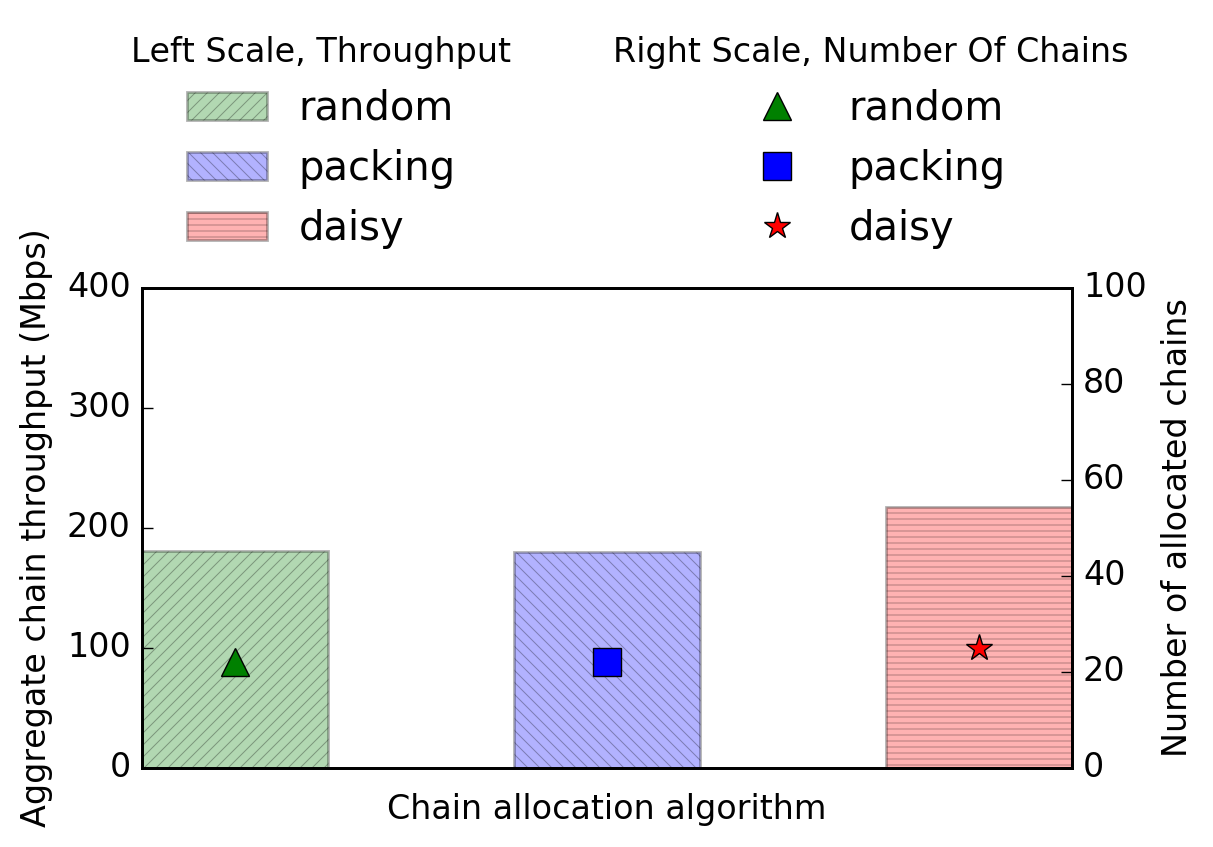 Left Scale, Throughput
random
packing
daisy
Right Scale, Number Of Chains
random
packing
daisy
Aggregate chain throughput (Mbps)
400
300
200
100
0
100
80
60
40
20
0
Number of allocated chains
Chain allocation algorithm